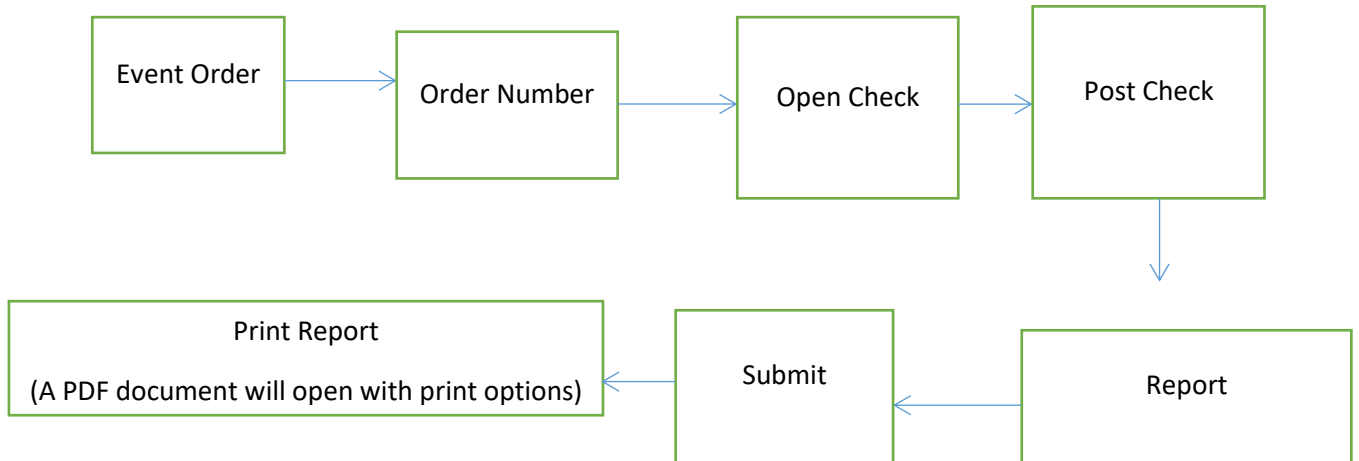 Event Order
Order Number
Open Check
Post Check
Report
Submit
Print Report
(A PDF document will open with print options)